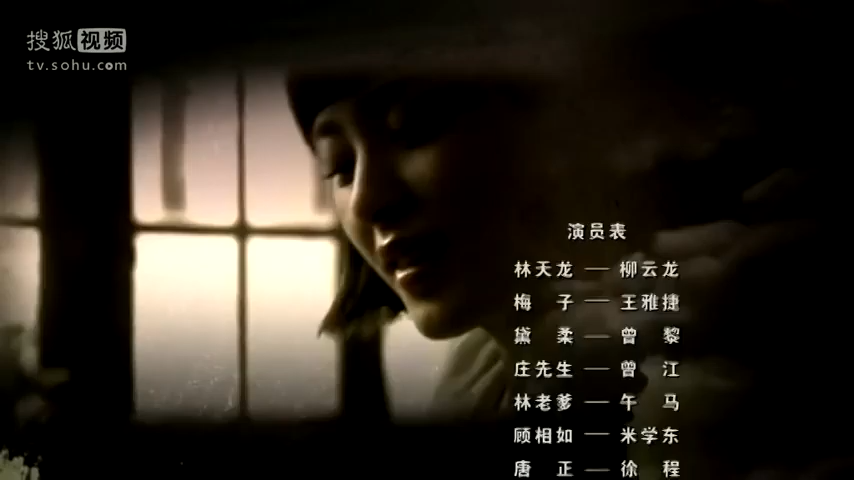 搜狐视频
tv.sohu.com
演员表
林天龙 — 柳云龙
梅 子 — 王雅捷
黛 柔 — 曾 黎
庄先生 — 曾 江
林老爹 — 午 马
顾相如 — 米学东
唐 正 — 徐 程